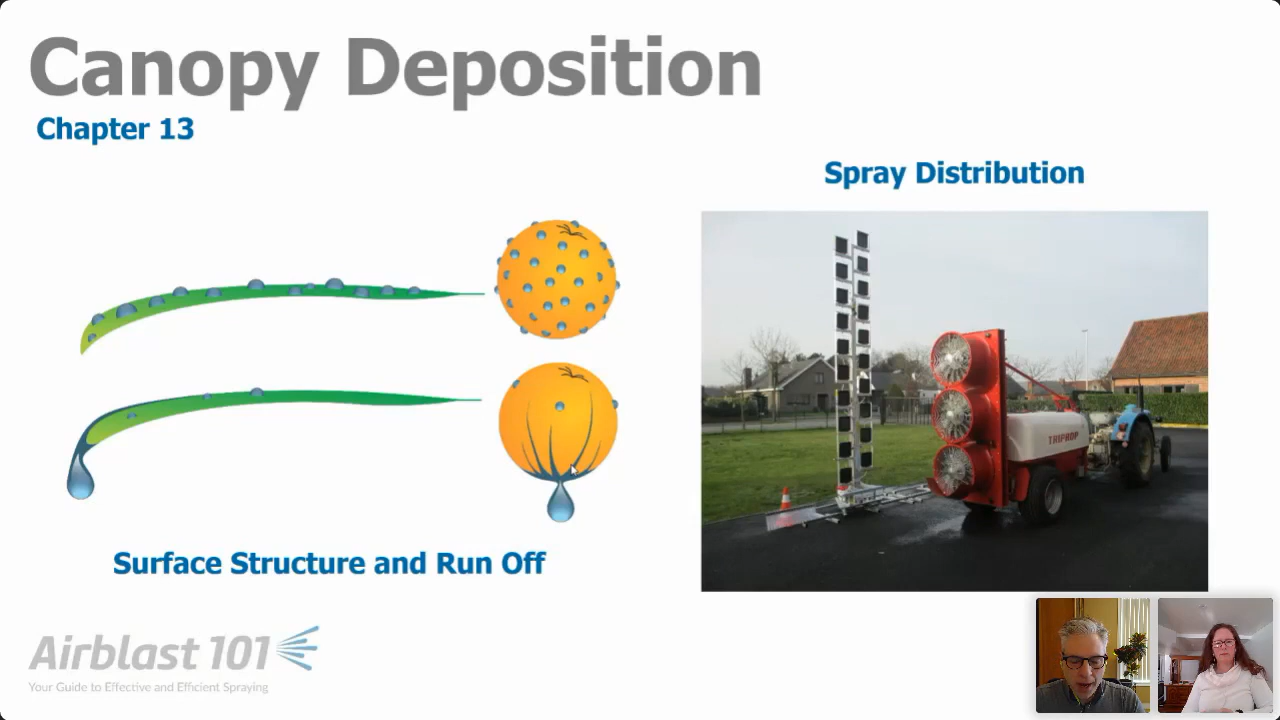 Canopy Deposition
Chapter 13
Spray Distribution
TRIPROP
Surface Structure and Run Off
Airblast 101
Your Guide to Effective and Efficient Spraying